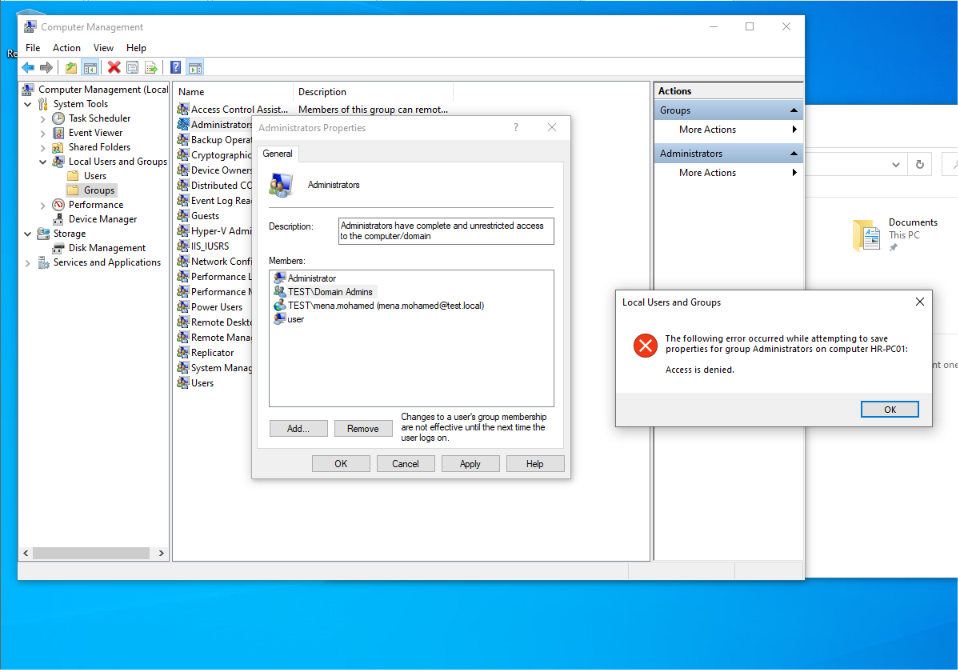 Computer Management
File Action View Help
Computer Management (Local
System Tools
Task Scheduler
Event Viewer
Shared Folders
Local Users and Groups
Users
Groups
Performance
Device Manager
Storage
Disk Management
Services and Applications
Name Description
Access Control Assist... Members of this group can remot...
Administrators
Backup Operat
Cryptographic
Device Owners
Distributed CO
Event Log Rea
Guests
Hyper-V Admi
IIS_IUSRS
Network Confi
Performance L
Performance M
Power Users
Remote Deskto
Remote Mana
Replicator
System Manag
Users
Administrators Properties
General
Administrators
Description: Administrators have complete and unrestricted access
to the computer/domain
Members:
Administrator
TEST\Domain Admins
TEST\mena.mohamed (mena.mohamed@test.local)
user
Add... Remove
Changes to a user's group membership
are not effective until the next time the
user logs on.
OK Cancel Apply Help
Actions
Groups
More Actions
Administrators
More Actions
Documents
This PC
Local Users and Groups
The following error occurred while attempting to save
properties for group Administrators on computer HR-PC01:
Access is denied.
OK